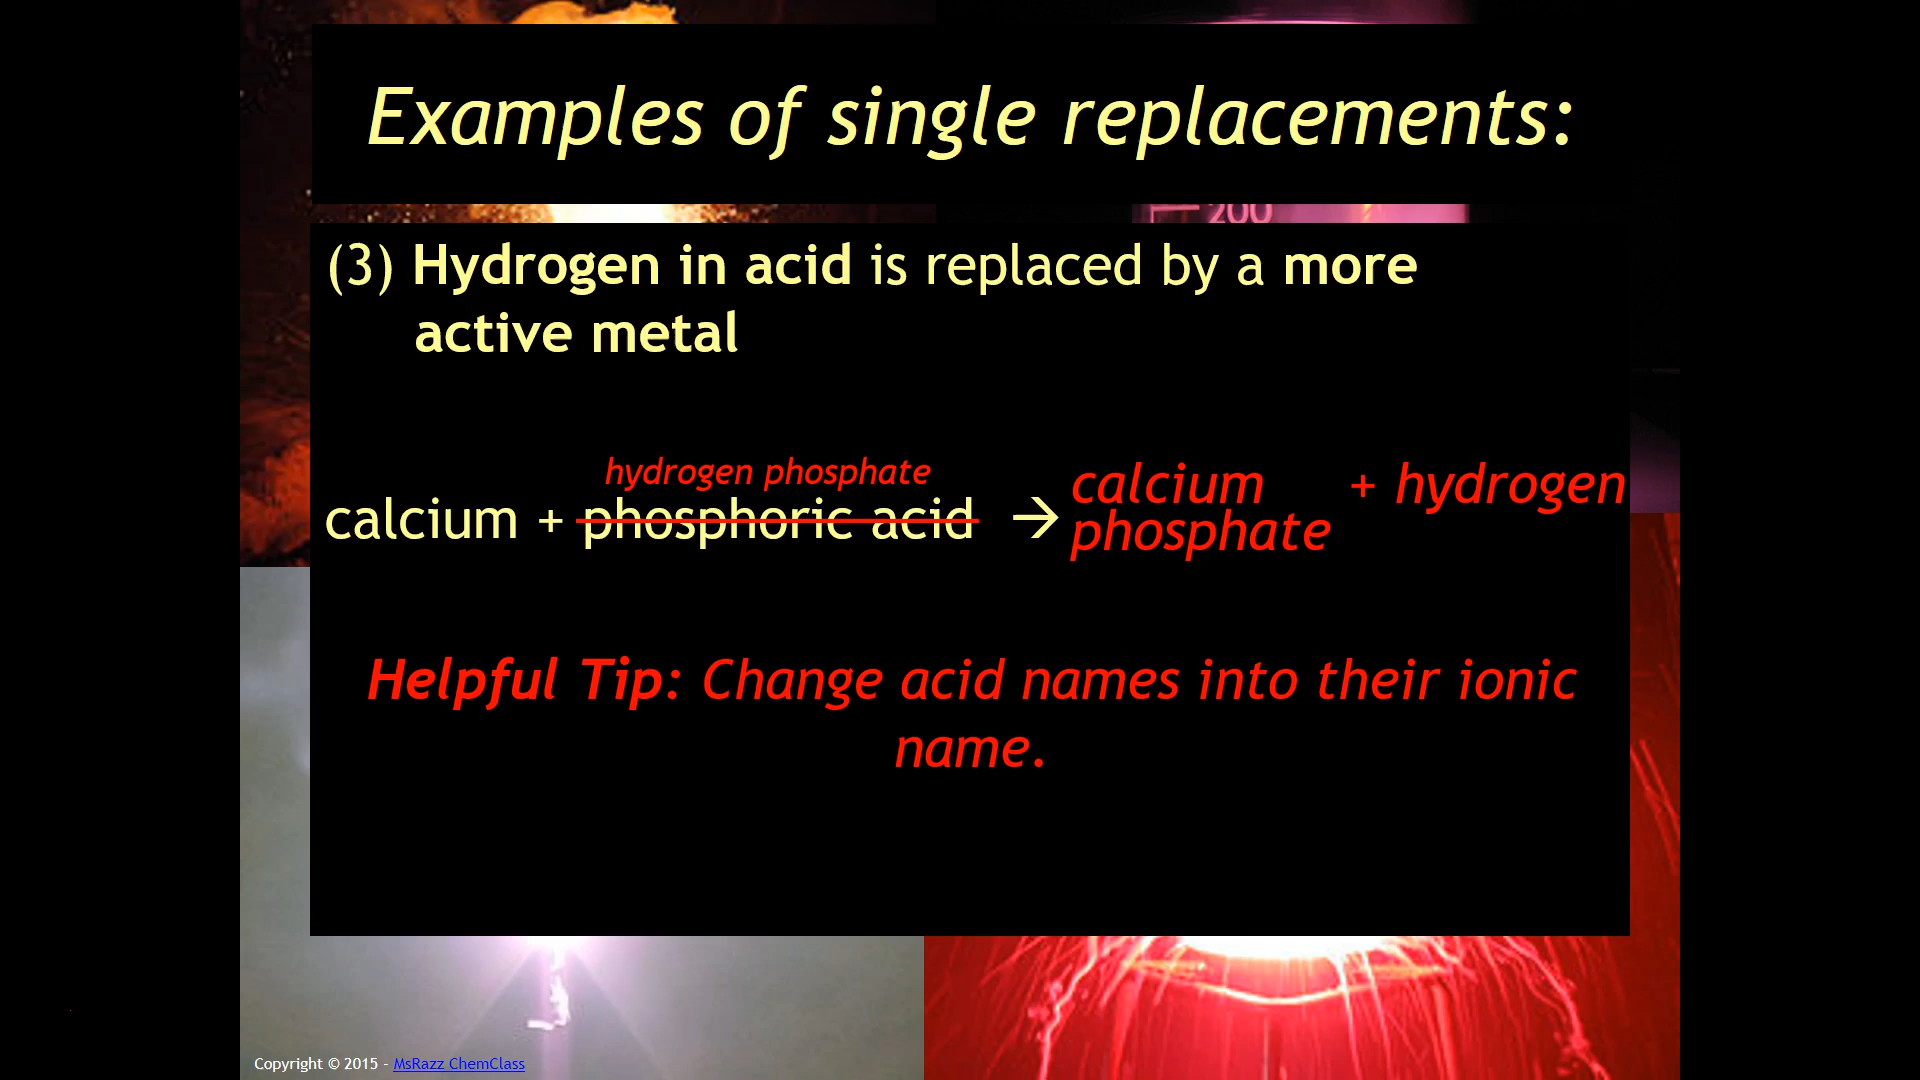 Examples of single replacements:
200
(3) Hydrogen in acid is replaced by a more
active metal
hydrogen phosphate
calcium + phosphoric acid → calcium phosphate + hydrogen
Helpful Tip: Change acid names into their ionic
name.
Copyright © 2015 - MsRazz ChemClass